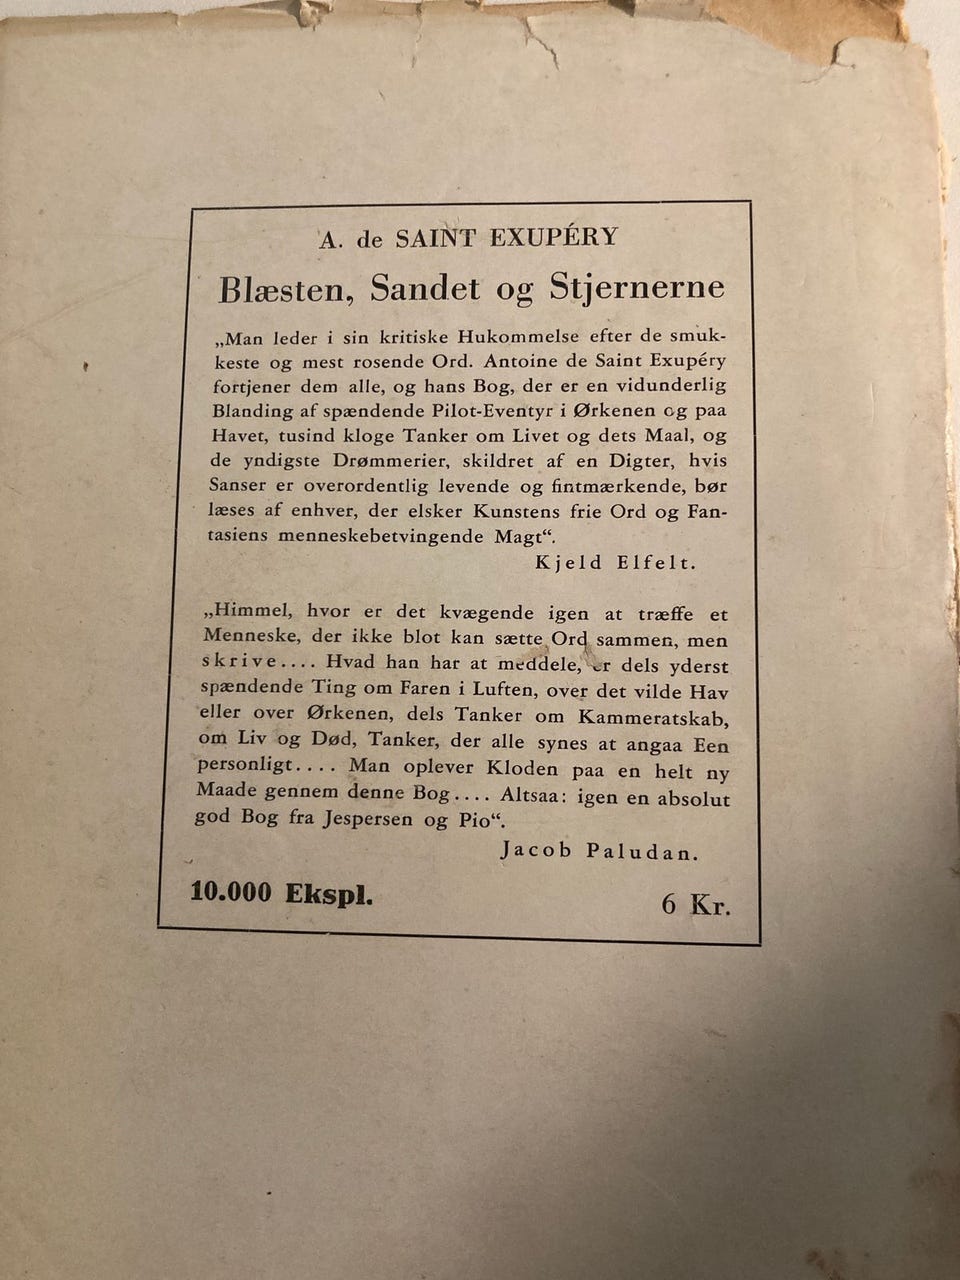 A. de SAINT EXUPÉRY
Blæsten, Sandet og Stjernerne
„Man leder i sin kritiske Hukommelse efter de smuk-
keste og mest rosende Ord. Antoine de Saint Exupéry
fortjener dem alle, og hans Bog, der er en vidunderlig
Blanding af spændende Pilot-Eventyr i Ørkenen og paa
Havet, tusind kloge Tanker om Livet og dets Maal, og
de yndigste Drømmerier, skildret af en Digter, hvis
Sanser er overordentlig levende og fintmærkende, bør
læses af enhver, der elsker Kunstens frie Ord og Fan-
tasiens menneskebetvingende Magt“.
Kjeld Elfelt.
„Himmel, hvor er det kvægende igen at træffe et
Menneske, der ikke blot kan sætte Ord sammen, men
skrive.... Hvad han har at meddele, er dels yderst
spændende Ting om Faren i Luften, over det vilde Hav
eller over Ørkenen, dels Tanker om Kammeratskab,
om Liv og Død, Tanker, der alle synes at angaa Een
personligt.... Man oplever Kloden paa en helt ny
Maade gennem denne Bog.... Altsaa: igen en absolut
god Bog fra Jespersen og Pio“.
Jacob Paludan.
10.000 Ekspl.
6 Kr.